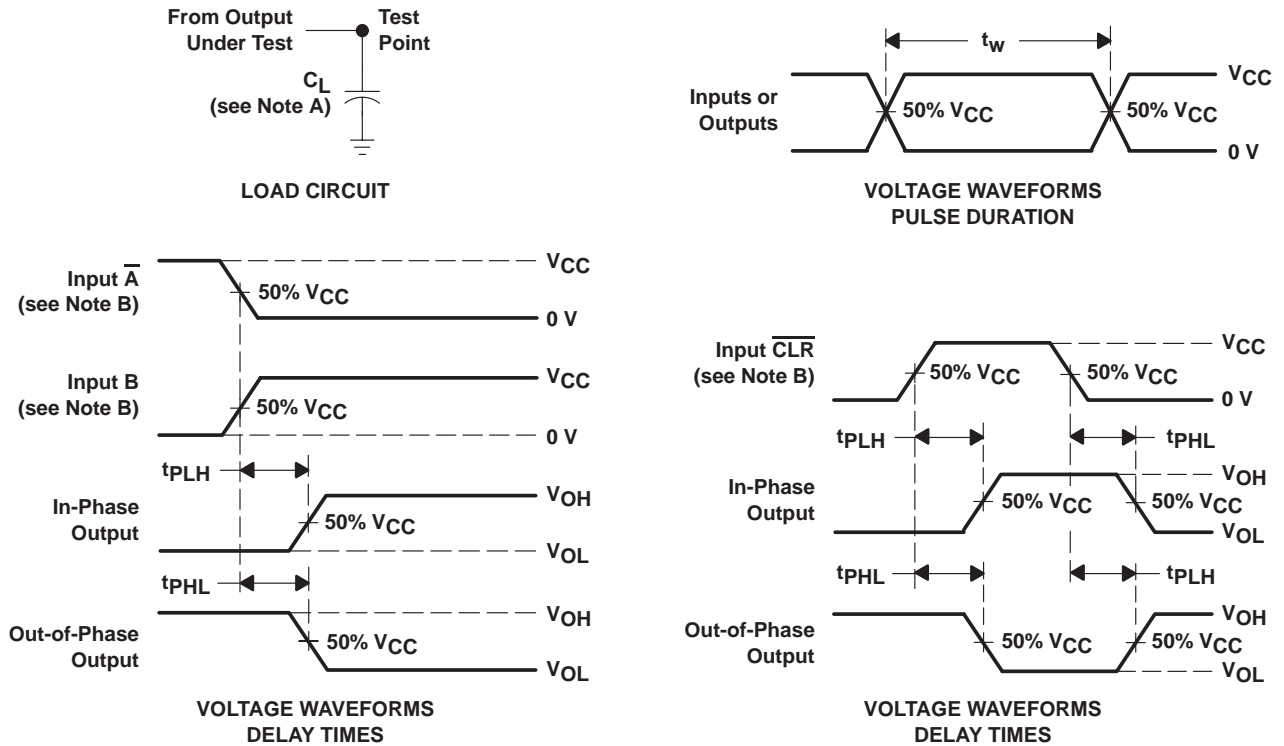 From Output
Under Test
Test
Point
CL
(see Note A)
LOAD CIRCUIT
tw
Inputs or
Outputs
50% VCC
50% VCC
VCC
0 V
VOLTAGE WAVEFORMS
PULSE DURATION
Input A̅
(see Note B)
50% VCC
VCC
0 V
Input B
(see Note B)
50% VCC
VCC
0 V
tPLH
In-Phase
Output
50% VCC
VOH
VOL
tPHL
Out-of-Phase
Output
50% VCC
VOH
VOL
VOLTAGE WAVEFORMS
DELAY TIMES
Input C̅L̅R̅
(see Note B)
50% VCC
50% VCC
VCC
0 V
tPLH
tPHL
In-Phase
Output
50% VCC
50% VCC
VOH
VOL
tPHL
tPLH
Out-of-Phase
Output
50% VCC
50% VCC
VOH
VOL
VOLTAGE WAVEFORMS
DELAY TIMES